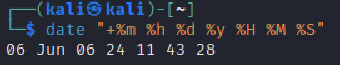 ┌──(kali㉿kali)-[~]
└─$ date "+%m %h %d %y %H %M %S"
06 Jun 06 24 11 43 28